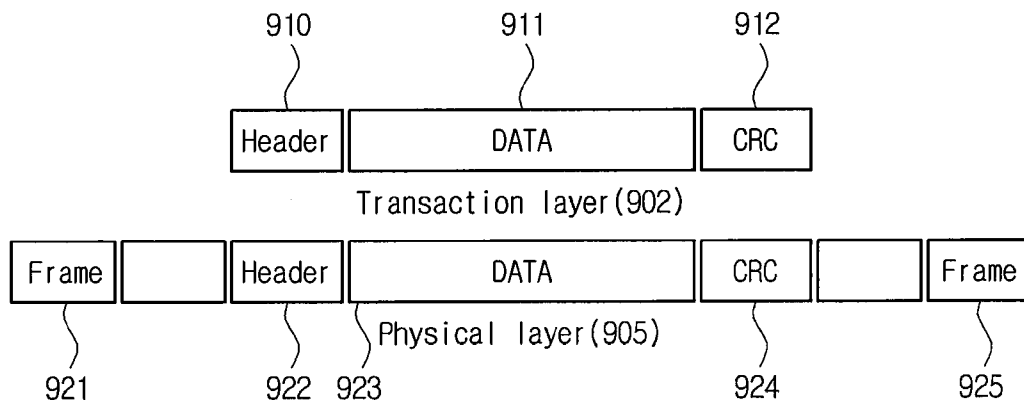 910 911 912
Header DATA CRC
Transaction layer(902)
Frame Header DATA CRC Frame
Physical layer(905)
921 922 923 924 925